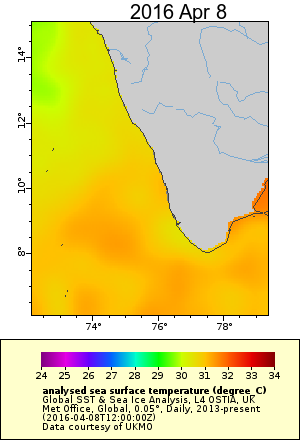 2016 Apr 8
14°
12°
10°
8°
74°
76°
78°
24 25 26 27 28 29 30 31 32 33 34
analysed sea surface temperature (degree_C)
Global SST & Sea Ice Analysis, L4 OSTIA, UK
Met Office, Global, 0.05°, Daily, 2013-present
(2016-04-08T12:00:00Z)
Data courtesy of UKMO